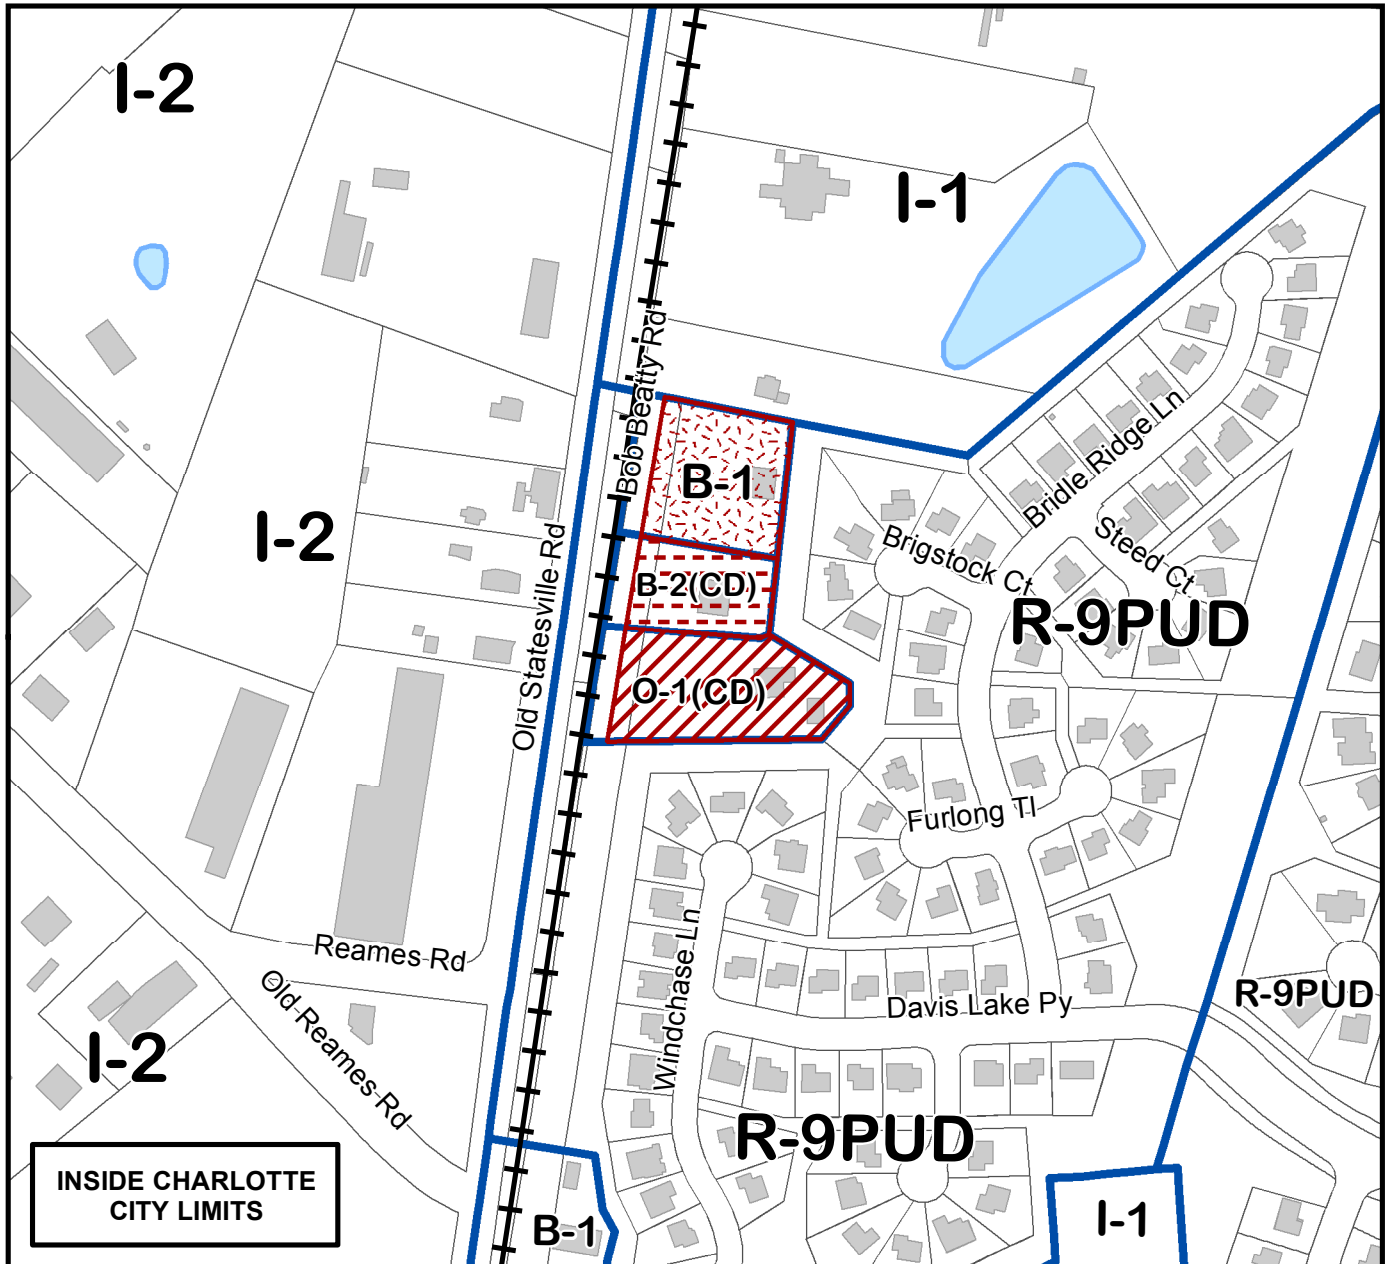 I-2
I-1
Bob Beatty Rd
B-1
Bridle Ridge Ln
I-2
Old Statesville Rd
Brigstock Ct
Steed Ct
B-2(CD)
R-9PUD
O-1(CD)
Furlong Tl
Reames Rd
Old Reames Rd
Windchase Ln
Davis Lake Py
R-9PUD
I-2
R-9PUD
INSIDE CHARLOTTE
CITY LIMITS
B-1
I-1